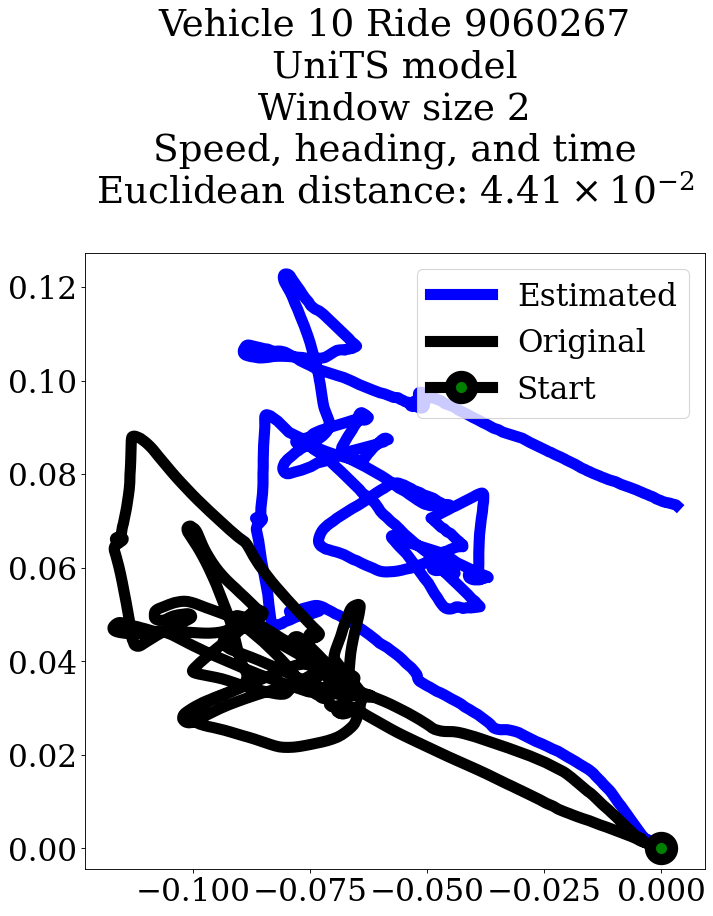 Vehicle 10 Ride 9060267
UniTS model
Window size 2
Speed, heading, and time
Euclidean distance: 4.41 × 10⁻²
Estimated
Original
Start
0.12
0.10
0.08
0.06
0.04
0.02
0.00
−0.100 −0.075 −0.050 −0.025 0.000